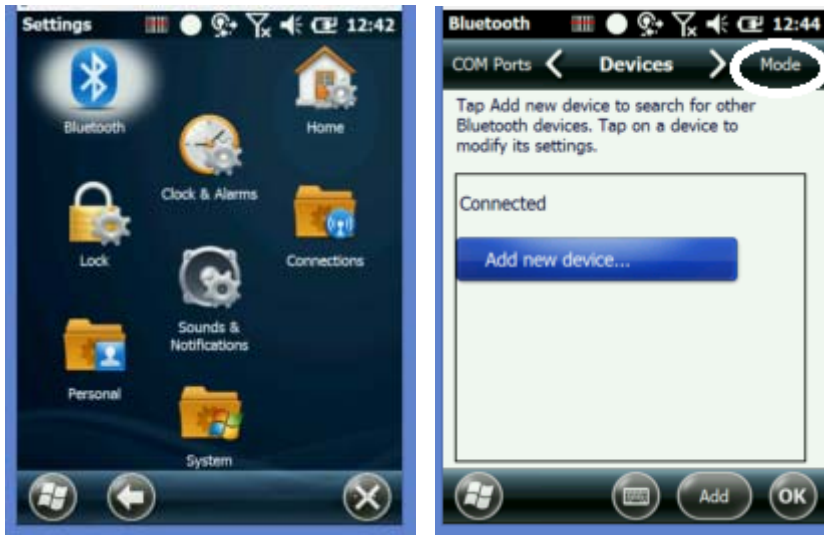 Settings 12:42
Bluetooth
Home
Clock & Alarms
Lock
Connections
Sounds &
Notifications
Personal
System
Bluetooth 12:44
COM Ports Devices Mode
Tap Add new device to search for other
Bluetooth devices. Tap on a device to
modify its settings.
Connected
Add new device...
Add OK